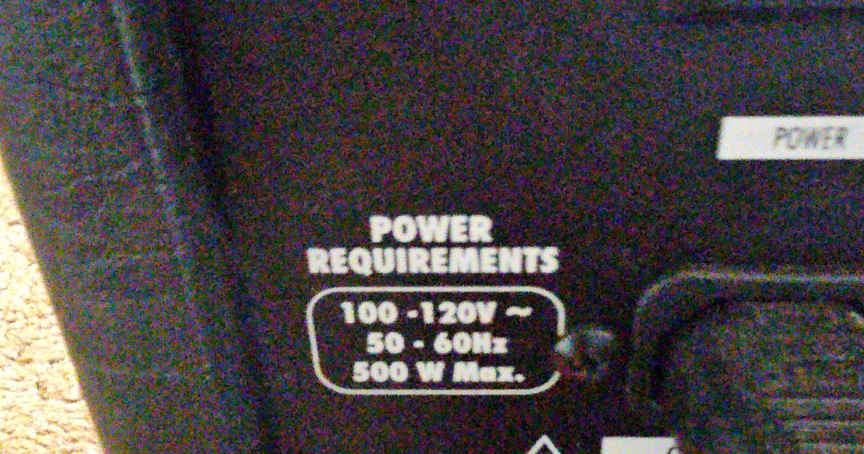 POWER
POWER
REQUIREMENTS
100 -120V ~
50 - 60Hz
500 W Max.